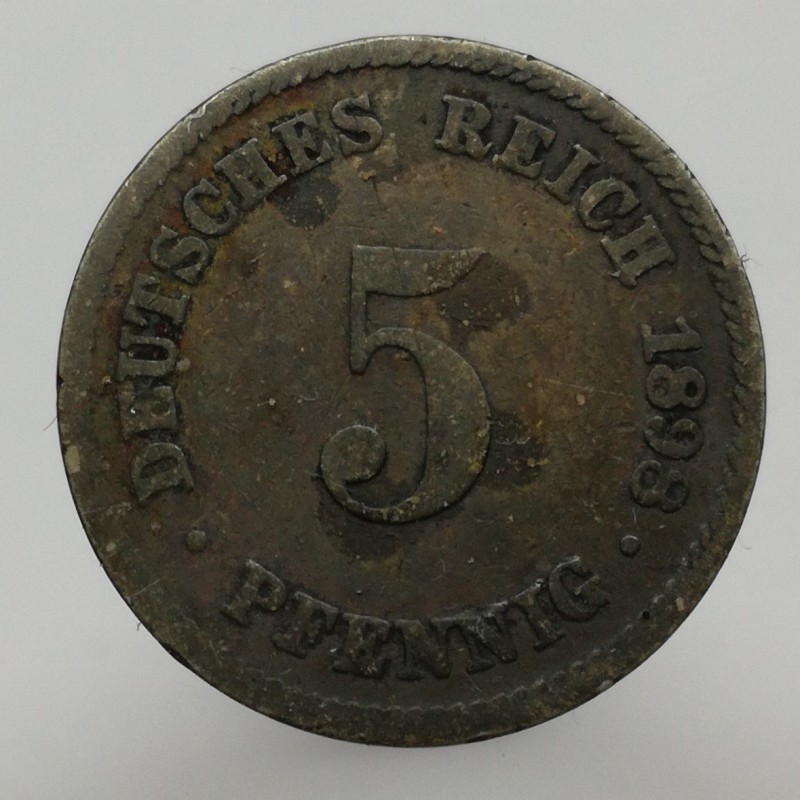 DEUTSCHES REICH 1898
5
· PFENNIG ·